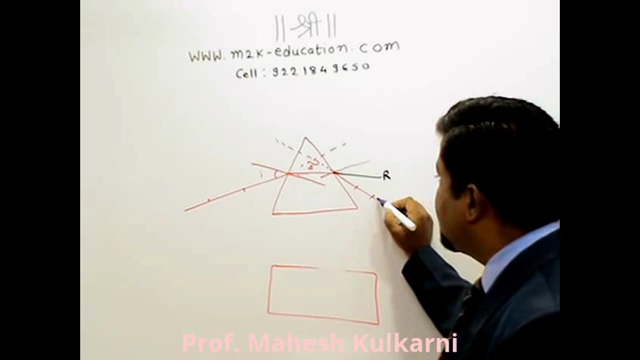 || श्री ||
www.m2k-education.com
Cell : 9221849650
i
R
Prof. Mahesh Kulkarni